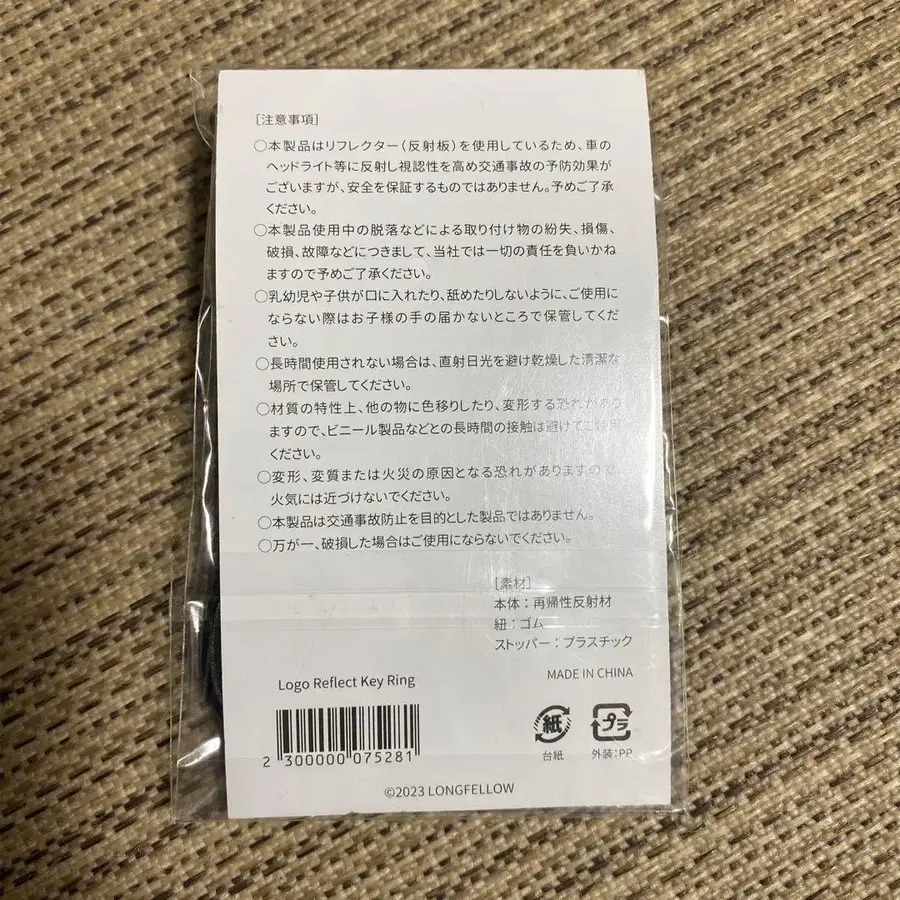 [注意事項]
○本製品はリフレクター(反射板)を使用しているため、車の
ヘッドライト等に反射し視認性を高め交通事故の予防効果が
ございますが、安全を保証するものではありません。予めご了承
ください。
○本製品使用中の脱落などによる取り付け物の紛失、損傷、
破損、故障などにつきまして、当社では一切の責任を負いかね
ますので予めご了承ください。
○乳幼児や子供が口に入れたり、舐めたりしないように、ご使用に
ならない際はお子様の手の届かないところで保管してくだ
さい。
○長時間使用されない場合は、直射日光を避け乾燥した清潔な
場所で保管してください。
○材質の特性上、他の物に色移りしたり、変形する恐れがあり
ますので、ビニール製品などとの長時間の接触は避けてご使用
ください。
○変形、変質または火災の原因となる恐れがありますので、
火気には近づけないでください。
○本製品は交通事故防止を目的とした製品ではありません。
○万が一、破損した場合はご使用にならないでください。
[素材]
本体：再帰性反射材
紐：ゴム
ストッパー：プラスチック
Logo Reflect Key Ring
MADE IN CHINA
2 300000 075281
紙
プラ
台紙
外装:PP
©2023 LONGFELLOW